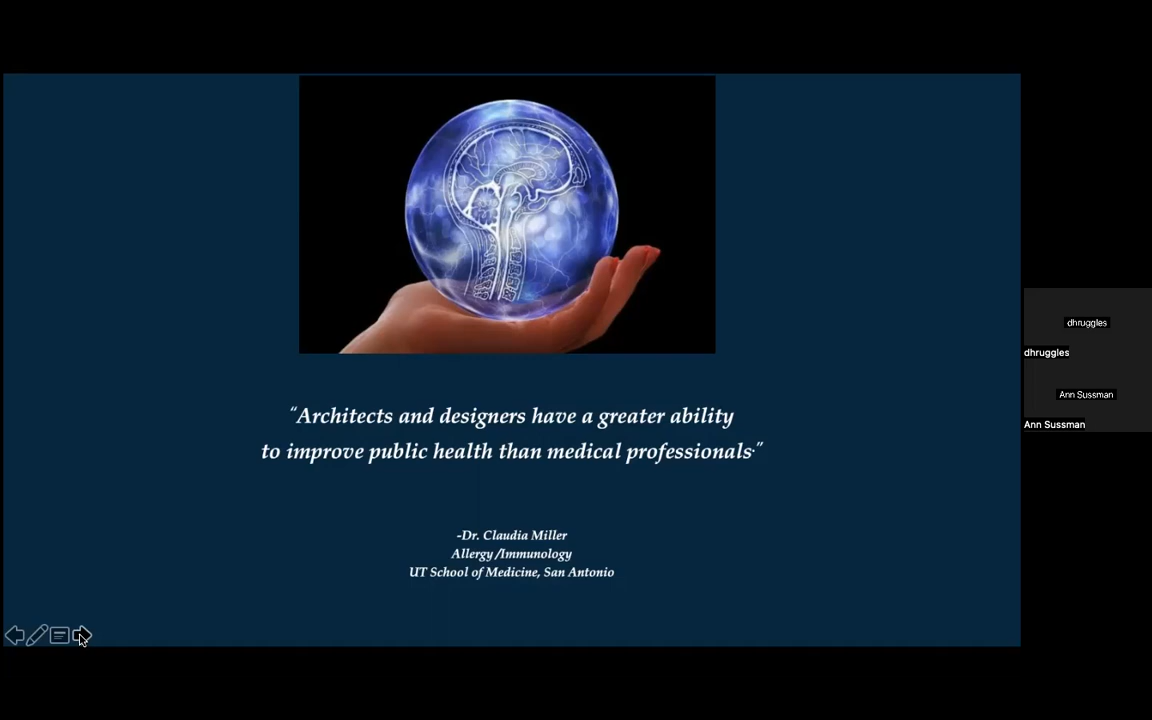 “Architects and designers have a greater ability
to improve public health than medical professionals.”
-Dr. Claudia Miller
Allergy/Immunology
UT School of Medicine, San Antonio
dhruggles
dhruggles
Ann Sussman
Ann Sussman